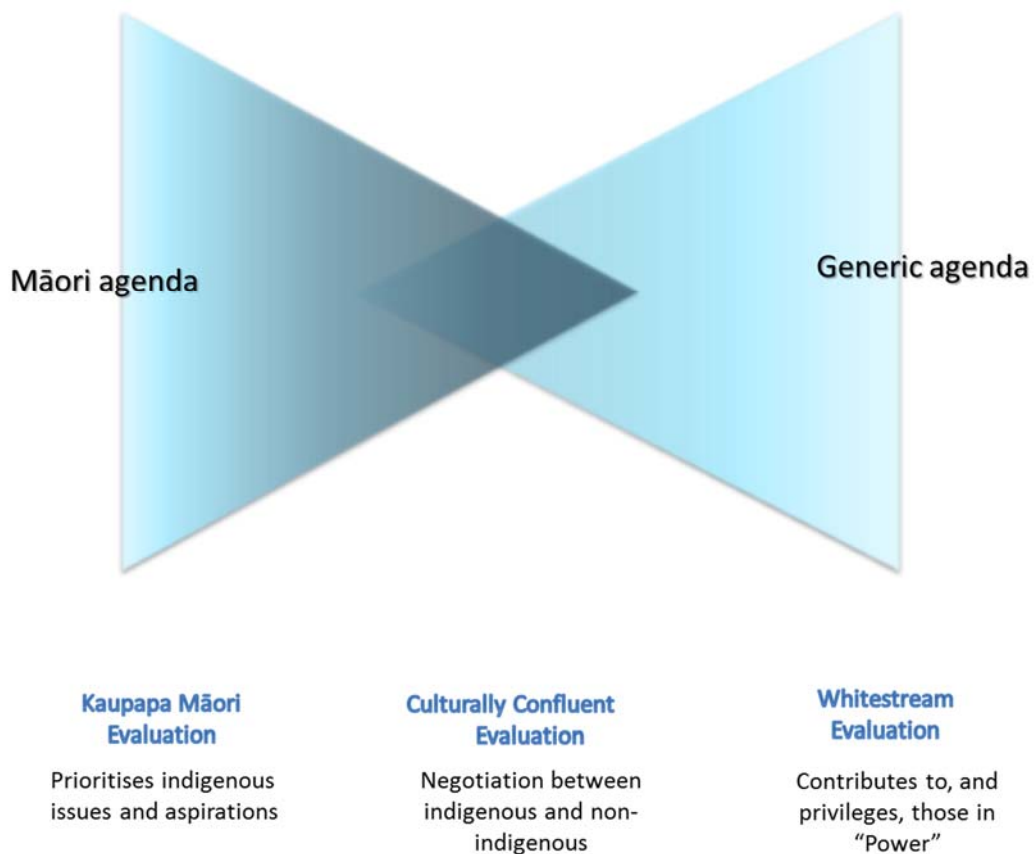 Māori agenda
Generic agenda
Kaupapa Māori
Evaluation
Prioritises indigenous
issues and aspirations
Culturally Confluent
Evaluation
Negotiation between
indigenous and non-
indigenous
Whitestream
Evaluation
Contributes to, and
privileges, those in
“Power”